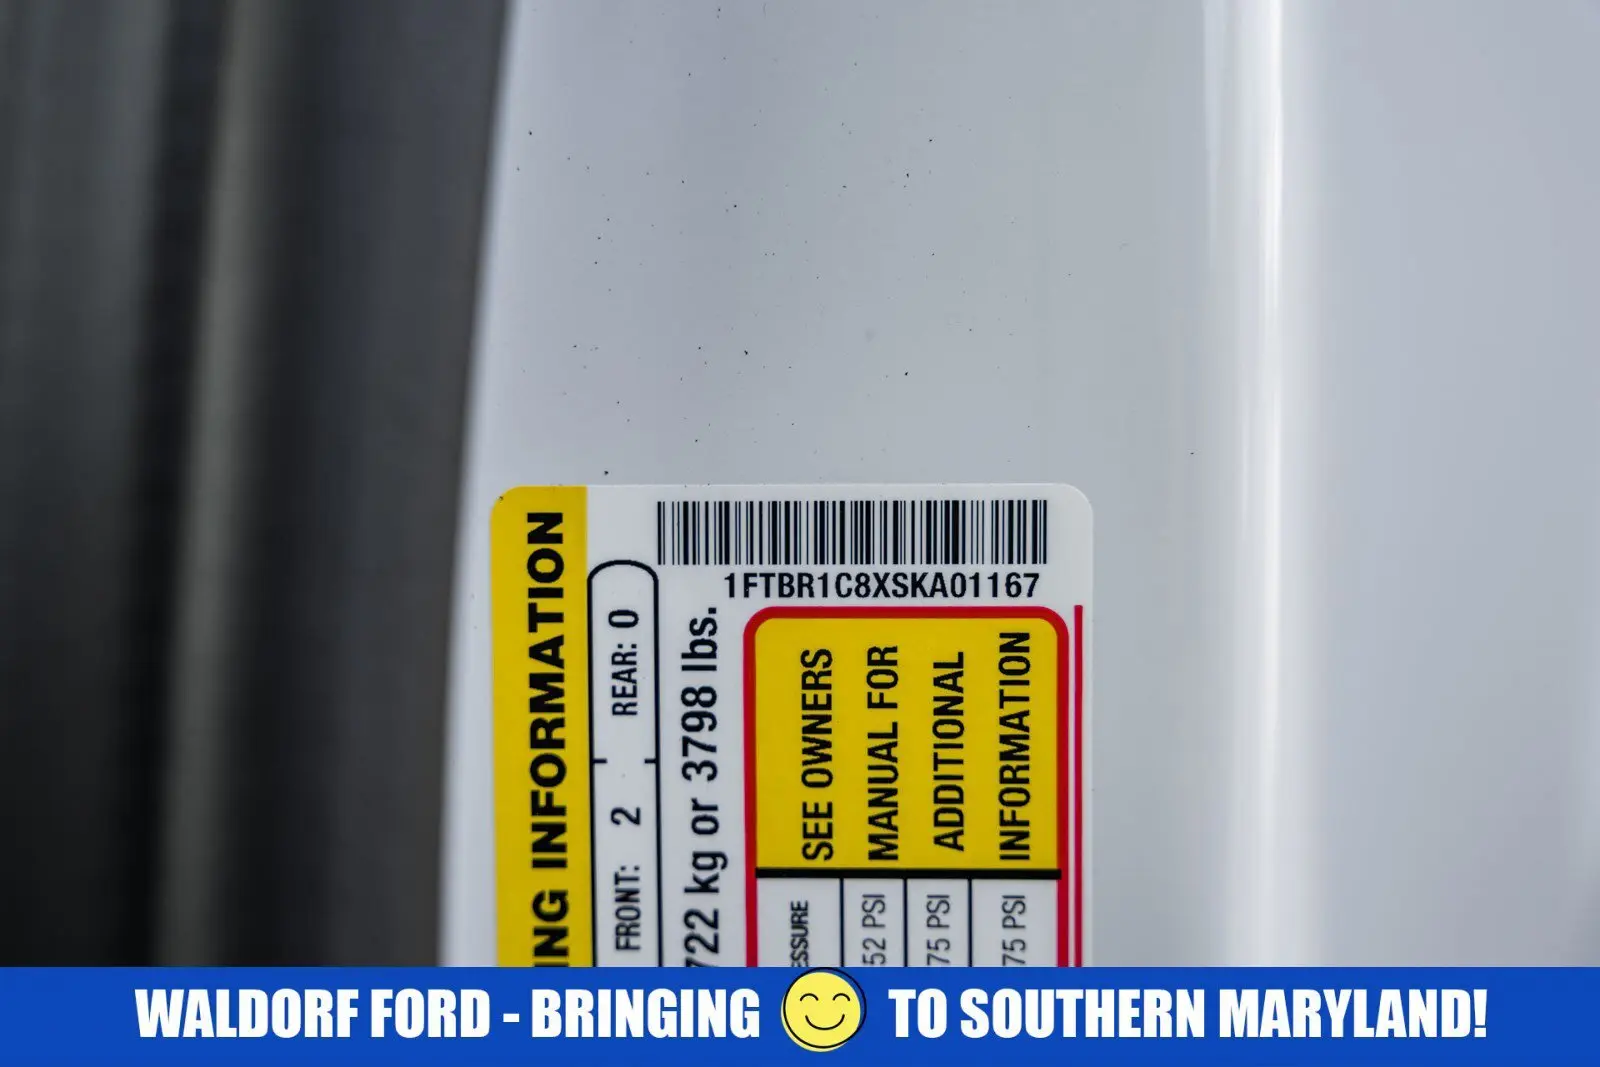 1FTBR1C8XSKA01167
ING INFORMATION
FRONT: 2 REAR: 0
722 kg or 3798 lbs.
ESSURE
SEE OWNERS
52 PSI
MANUAL FOR
75 PSI
ADDITIONAL
75 PSI
INFORMATION
WALDORF FORD - BRINGING TO SOUTHERN MARYLAND!